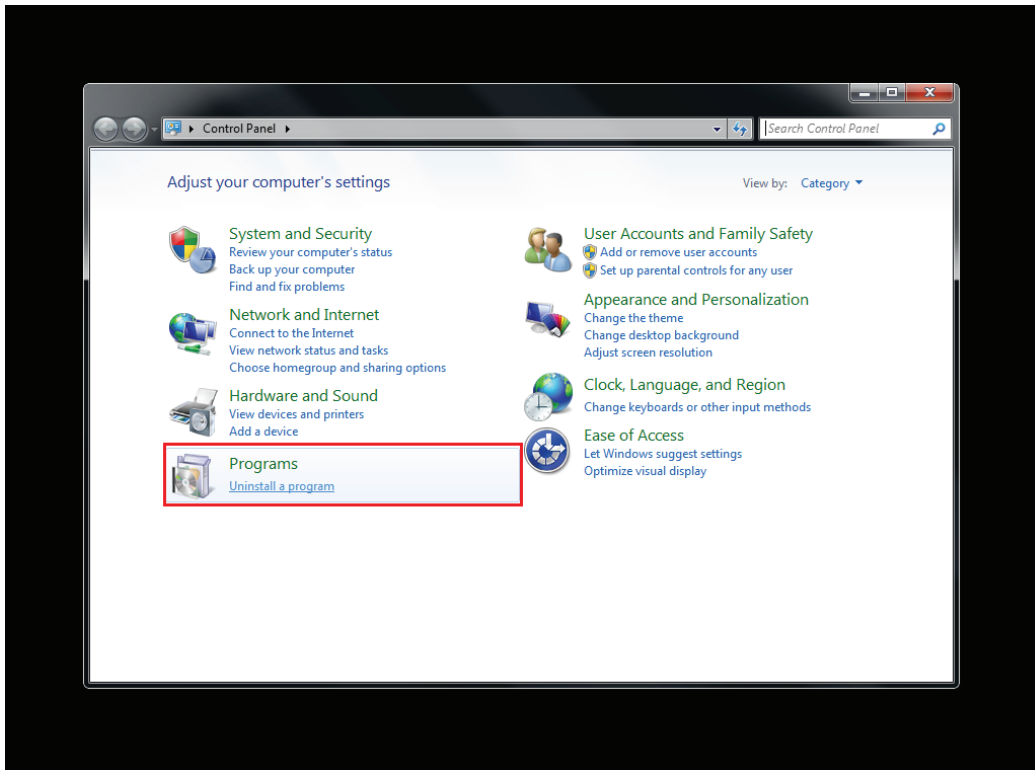 Control Panel
Search Control Panel
Adjust your computer's settings
View by: Category
System and Security
Review your computer's status
Back up your computer
Find and fix problems
Network and Internet
Connect to the Internet
View network status and tasks
Choose homegroup and sharing options
Hardware and Sound
View devices and printers
Add a device
Programs
Uninstall a program
User Accounts and Family Safety
Add or remove user accounts
Set up parental controls for any user
Appearance and Personalization
Change the theme
Change desktop background
Adjust screen resolution
Clock, Language, and Region
Change keyboards or other input methods
Ease of Access
Let Windows suggest settings
Optimize visual display